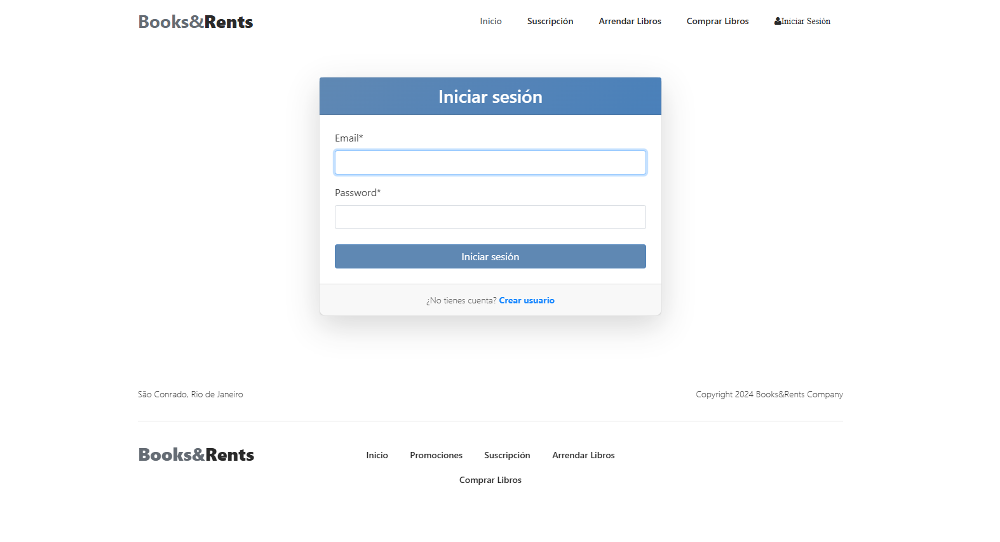 Books&Rents Inicio Suscripción Arrendar Libros Comprar Libros Iniciar Sesión
Iniciar sesión
Email*
Password*
Iniciar sesión
¿No tienes cuenta? Crear usuario
São Conrado, Rio de Janeiro Copyright 2024 Books&Rents Company
Books&Rents Inicio Promociones Suscripción Arrendar Libros
Comprar Libros